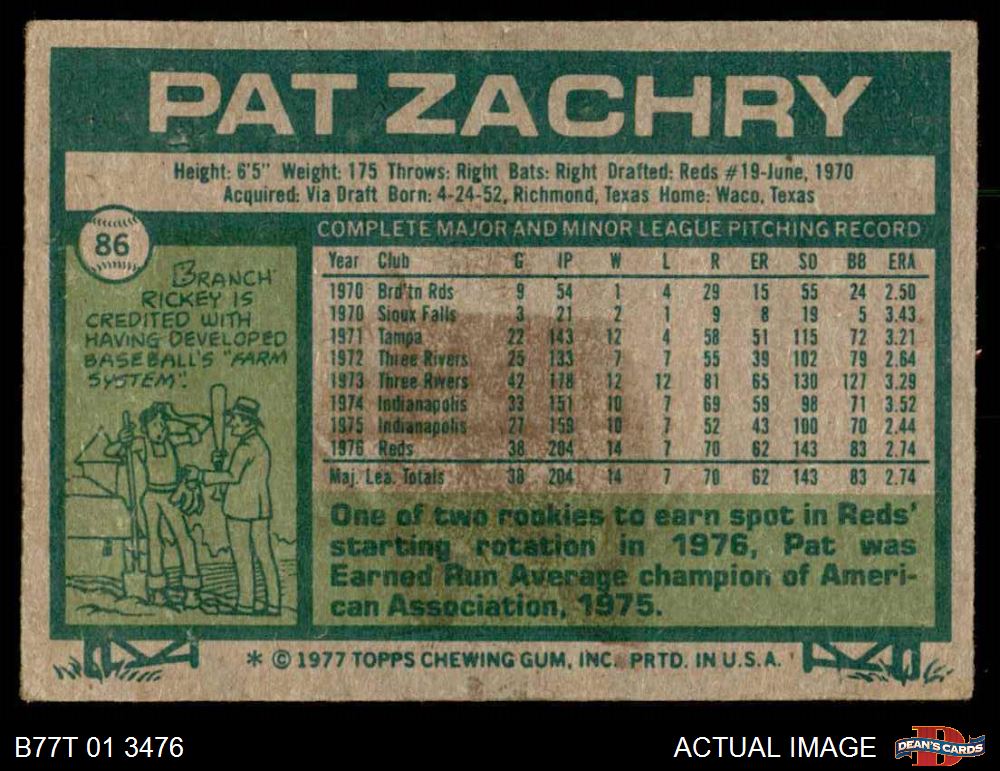 PAT ZACHRY
Height: 6'5" Weight: 175 Throws: Right Bats: Right Drafted: Reds #19-June, 1970
Acquired: Via Draft Born: 4-24-52, Richmond, Texas Home: Waco, Texas
86
BRANCH
RICKEY IS
CREDITED WITH
HAVING DEVELOPED
BASEBALL'S "FARM
SYSTEM".
COMPLETE MAJOR AND MINOR LEAGUE PITCHING RECORD
Year Club G IP W L R ER SO BB ERA
1970 Brd'tn Rds 9 54 1 4 29 15 55 24 2.50
1970 Sioux Falls 3 21 2 1 9 8 19 5 3.43
1971 Tampa 22 143 12 4 58 51 115 72 3.21
1972 Three Rivers 25 133 7 7 55 39 102 79 2.64
1973 Three Rivers 42 178 12 12 81 65 130 127 3.29
1974 Indianapolis 33 151 10 7 69 59 98 71 3.52
1975 Indianapolis 27 159 10 7 52 43 100 70 2.44
1976 Reds 38 204 14 7 70 62 143 83 2.74
Maj. Lea. Totals 38 204 14 7 70 62 143 83 2.74
One of two rookies to earn spot in Reds'
starting rotation in 1976, Pat was
Earned Run Average champion of Ameri-
can Association, 1975.
* © 1977 TOPPS CHEWING GUM, INC. PRTD. IN U.S.A.
B77T 01 3476
ACTUAL IMAGE
D
DEAN'S CARDS